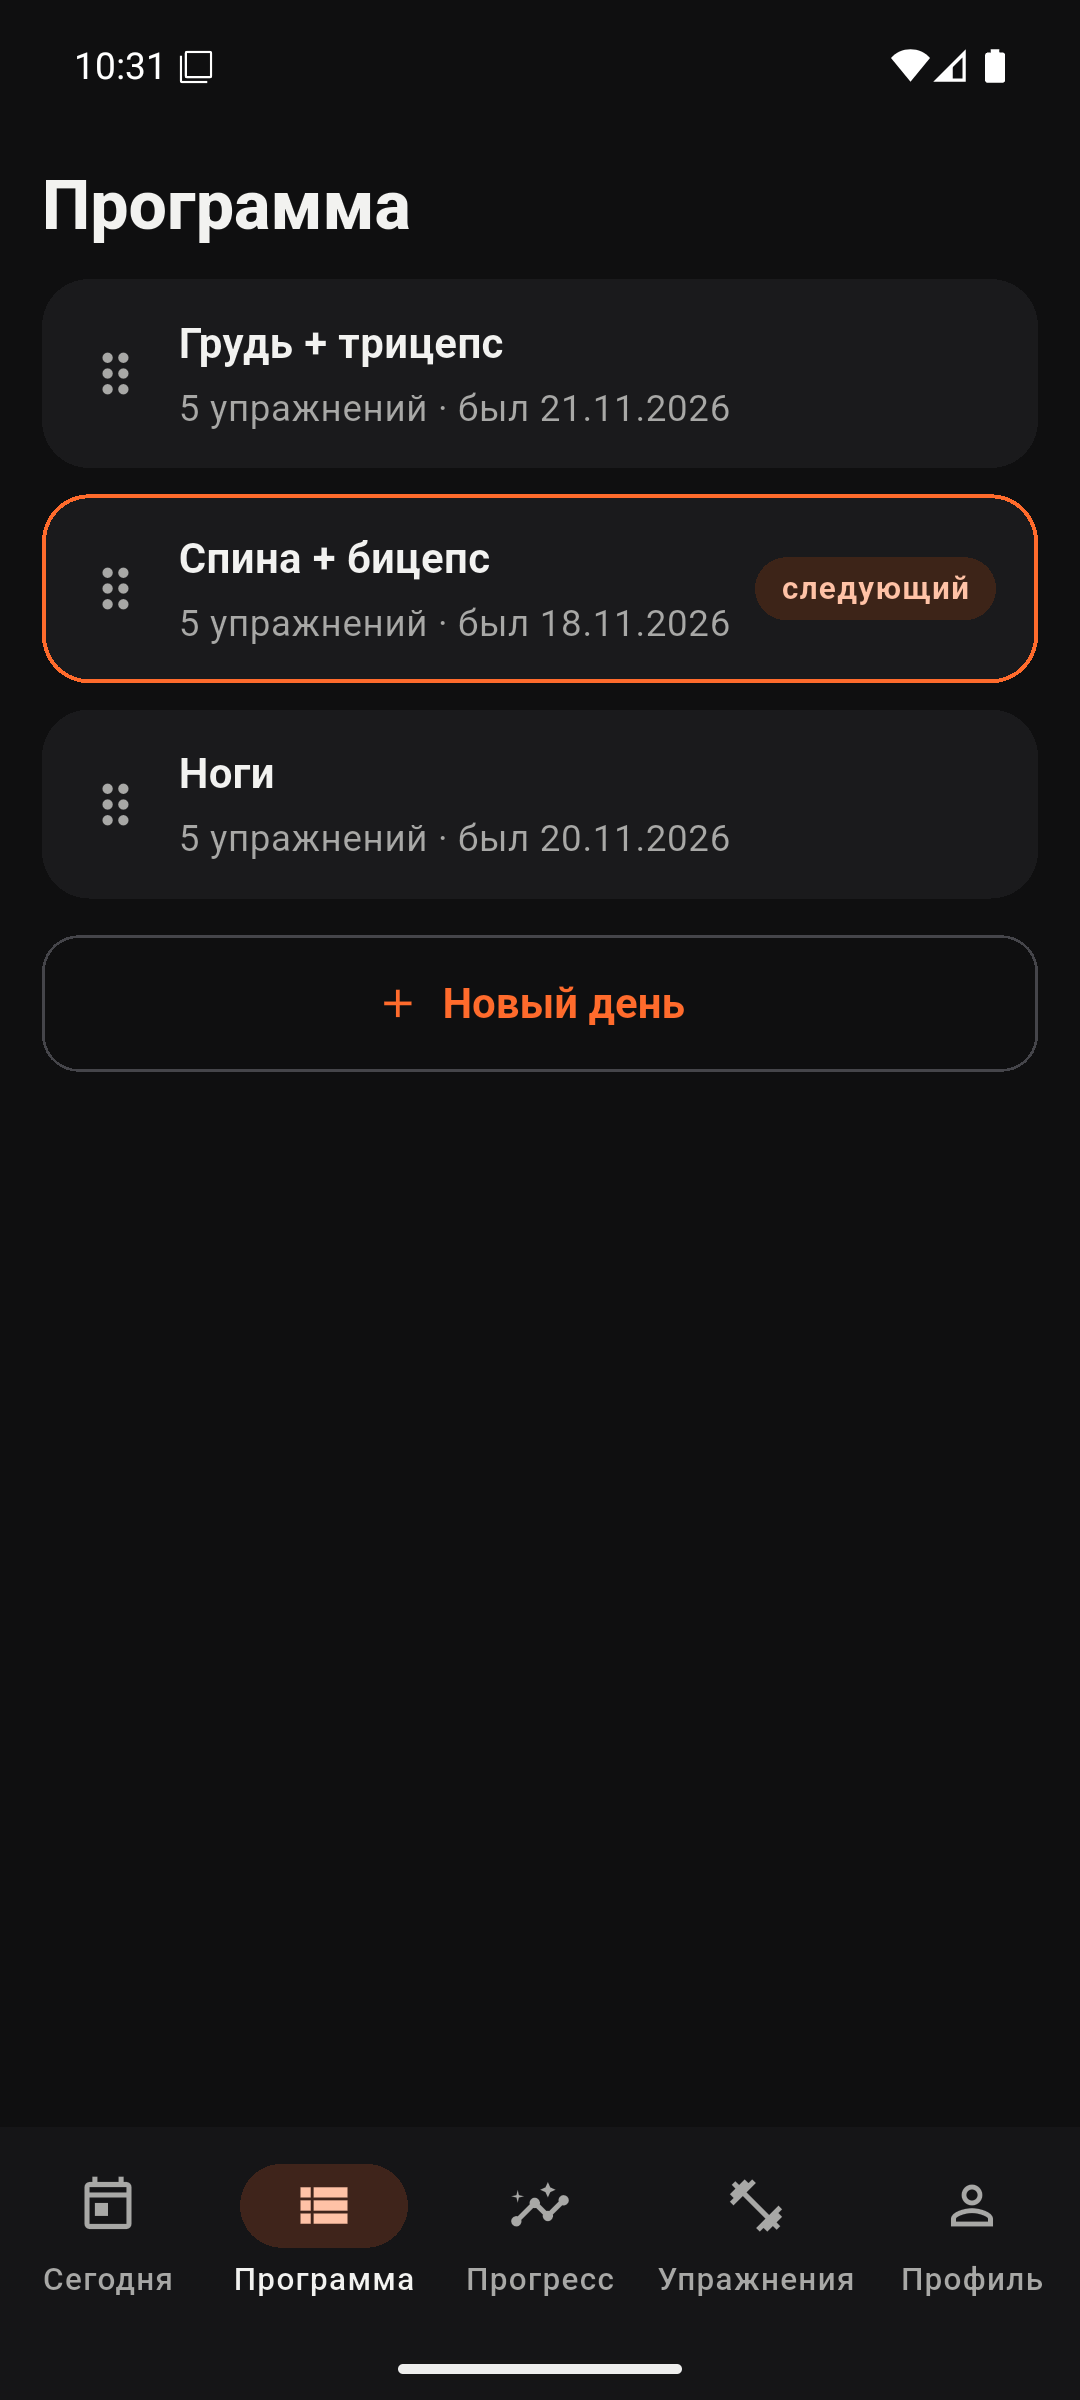 10:31
Программа
Грудь + трицепс
5 упражнений · был 21.11.2026
Спина + бицепс
5 упражнений · был 18.11.2026
следующий
Ноги
5 упражнений · был 20.11.2026
+ Новый день
Сегодня
Программа
Прогресс
Упражнения
Профиль